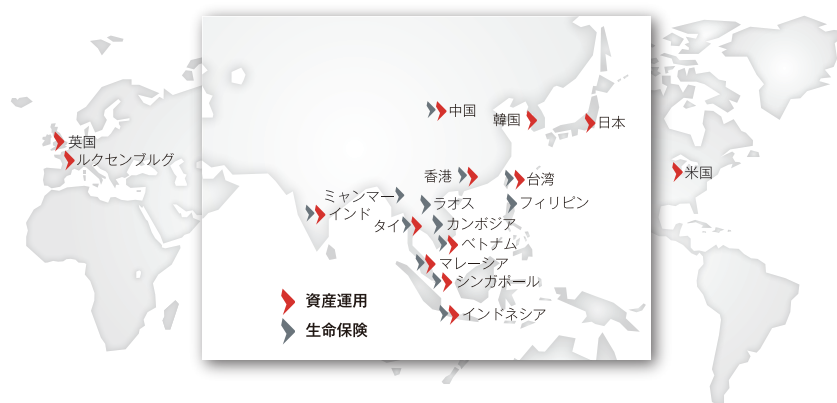 中国
韓国
日本
英国
ルクセンブルグ
香港
台湾
米国
ミャンマー
ラオス
フィリピン
インド
タイ
カンボジア
ベトナム
マレーシア
シンガポール
資産運用
インドネシア
生命保険